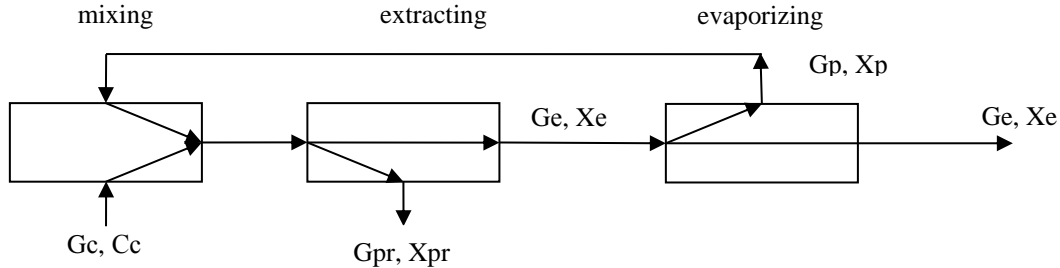 mixing extracting evaporizing
Gp, Xp
Ge, Xe Ge, Xe
Gc, Cc Gpr, Xpr